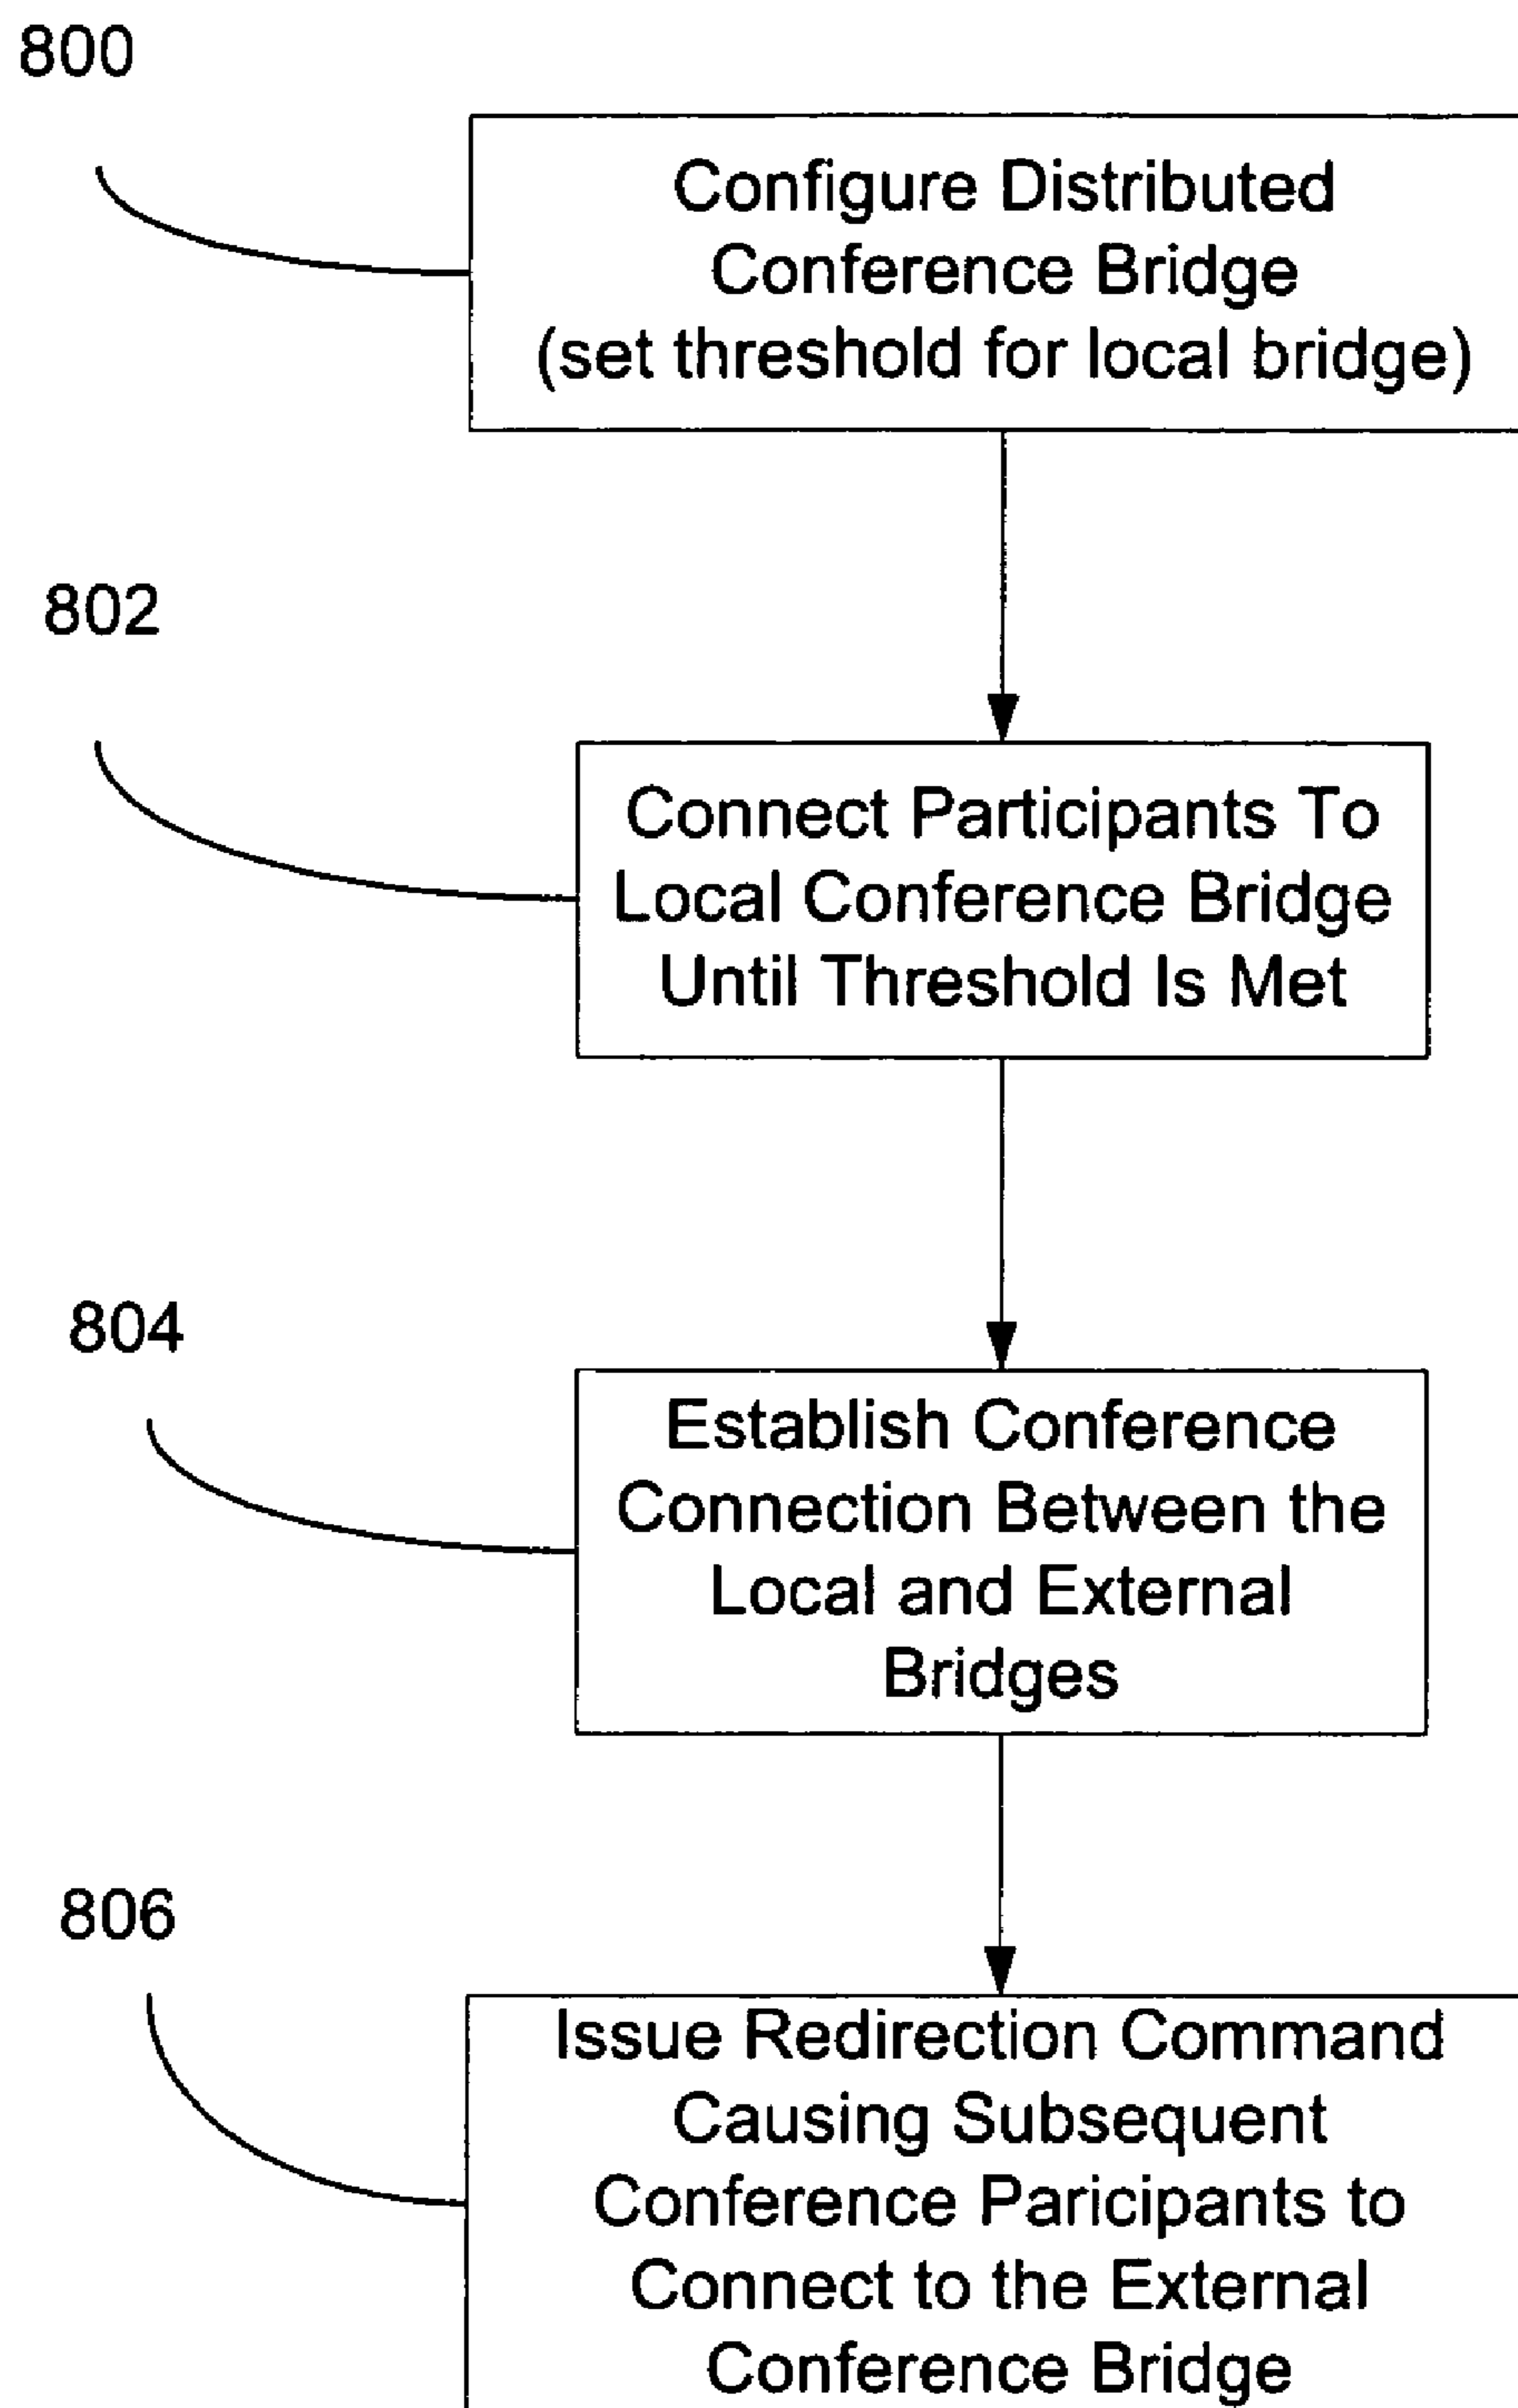 800
Configure Distributed
Conference Bridge
(set threshold for local bridge)
802
Connect Participants To
Local Conference Bridge
Until Threshold Is Met
804
Establish Conference
Connection Between the
Local and External
Bridges
806
Issue Redirection Command
Causing Subsequent
Conference Paricipants to
Connect to the External
Conference Bridge